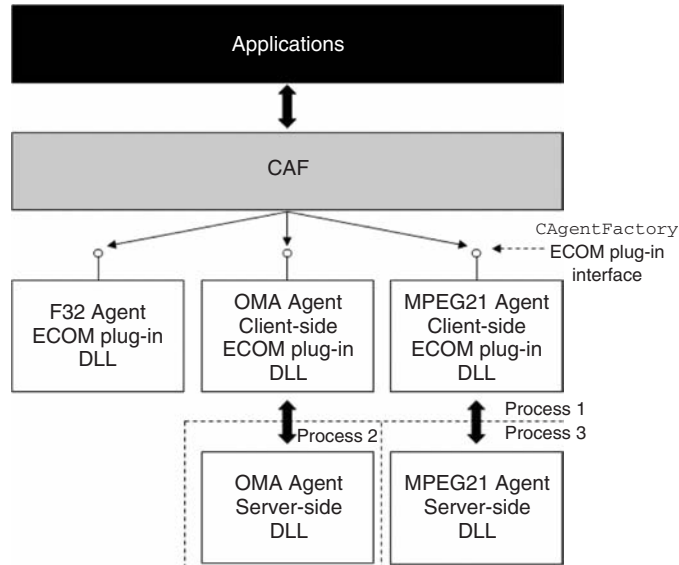 Applications
CAF
CAgentFactory
ECOM plug-in
interface
F32 Agent
ECOM plug-in
DLL
OMA Agent
Client-side
ECOM plug-in
DLL
MPEG21 Agent
Client-side
ECOM plug-in
DLL
Process 1
Process 2
Process 3
OMA Agent
Server-side
DLL
MPEG21 Agent
Server-side
DLL